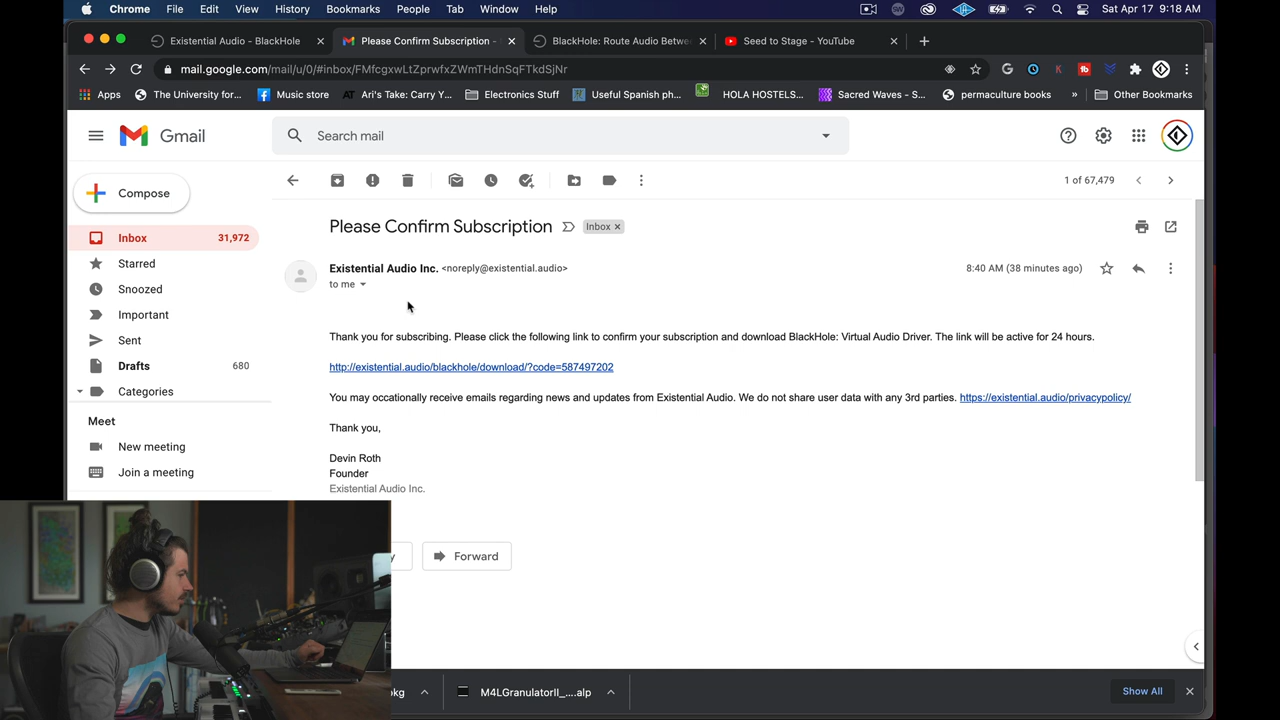 Chrome File Edit View History Bookmarks People Tab Window Help Sat Apr 17 9:18 AM
Existential Audio - BlackHole Please Confirm Subscription - BlackHole: Route Audio Betwe Seed to Stage - YouTube
mail.google.com/mail/u/0/#inbox/FMfcgxwLtZprwfxZWmTHdnSqFTkdSjNr
Apps The University for... Music store Ari's Take: Carry Y... Electronics Stuff Useful Spanish ph... HOLA HOSTELS... Sacred Waves - S... permaculture books » Other Bookmarks
Gmail Search mail
Compose 1 of 67,479
Please Confirm Subscription Inbox x
Inbox 31,972
Starred
Snoozed
Important
Sent
Drafts 680
Categories
Existential Audio Inc. <noreply@existential.audio> 8:40 AM (38 minutes ago)
to me
Thank you for subscribing. Please click the following link to confirm your subscription and download BlackHole: Virtual Audio Driver. The link will be active for 24 hours.
http://existential.audio/blackhole/download/?code=587497202
You may occationally receive emails regarding news and updates from Existential Audio. We do not share user data with any 3rd parties. https://existential.audio/privacypolicy/
Thank you,
Devin Roth
Founder
Existential Audio Inc.
Meet
New meeting
Join a meeting
Forward
pkg M4LGranulatorII_....alp Show All